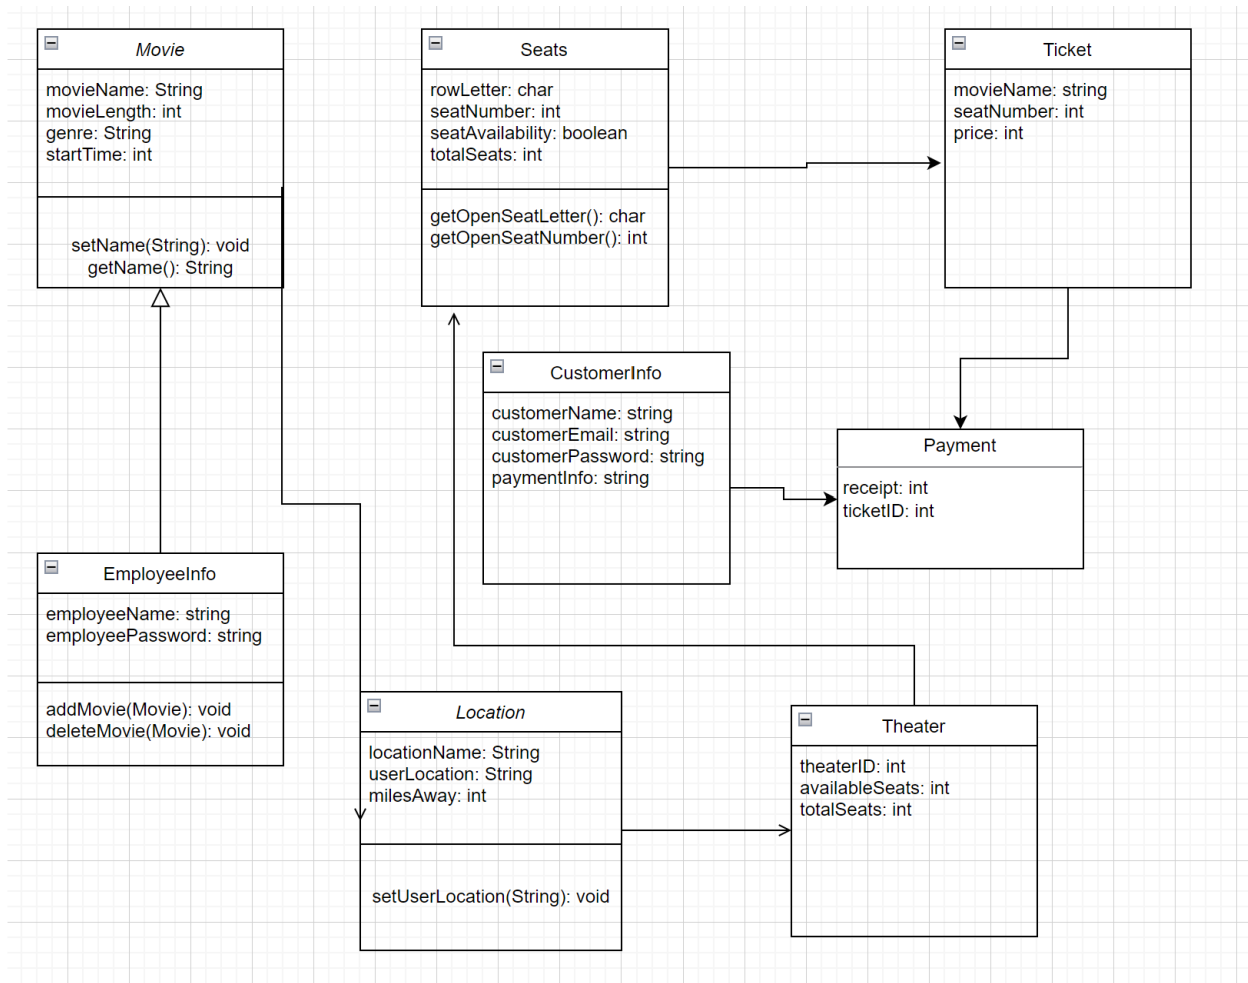 Movie
movieName: String
movieLength: int
genre: String
startTime: int
setName(String): void
getName(): String
Seats
rowLetter: char
seatNumber: int
seatAvailability: boolean
totalSeats: int
getOpenSeatLetter(): char
getOpenSeatNumber(): int
Ticket
movieName: string
seatNumber: int
price: int
CustomerInfo
customerName: string
customerEmail: string
customerPassword: string
paymentInfo: string
Payment
receipt: int
ticketID: int
EmployeeInfo
employeeName: string
employeePassword: string
addMovie(Movie): void
deleteMovie(Movie): void
Location
locationName: String
userLocation: String
milesAway: int
setUserLocation(String): void
Theater
theaterID: int
availableSeats: int
totalSeats: int